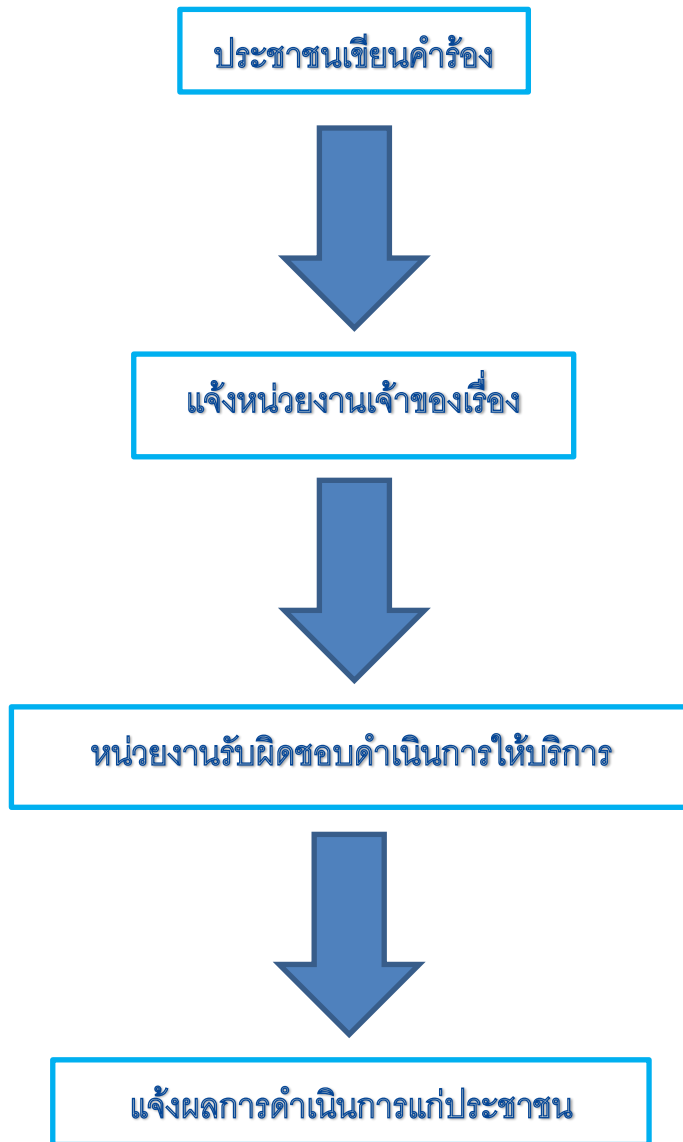 ประชาชนเขียนคำร้อง
แจ้งหน่วยงานเจ้าของเรื่อง
หน่วยงานรับผิดชอบดำเนินการให้บริการ
แจ้งผลการดำเนินการแก่ประชาชน